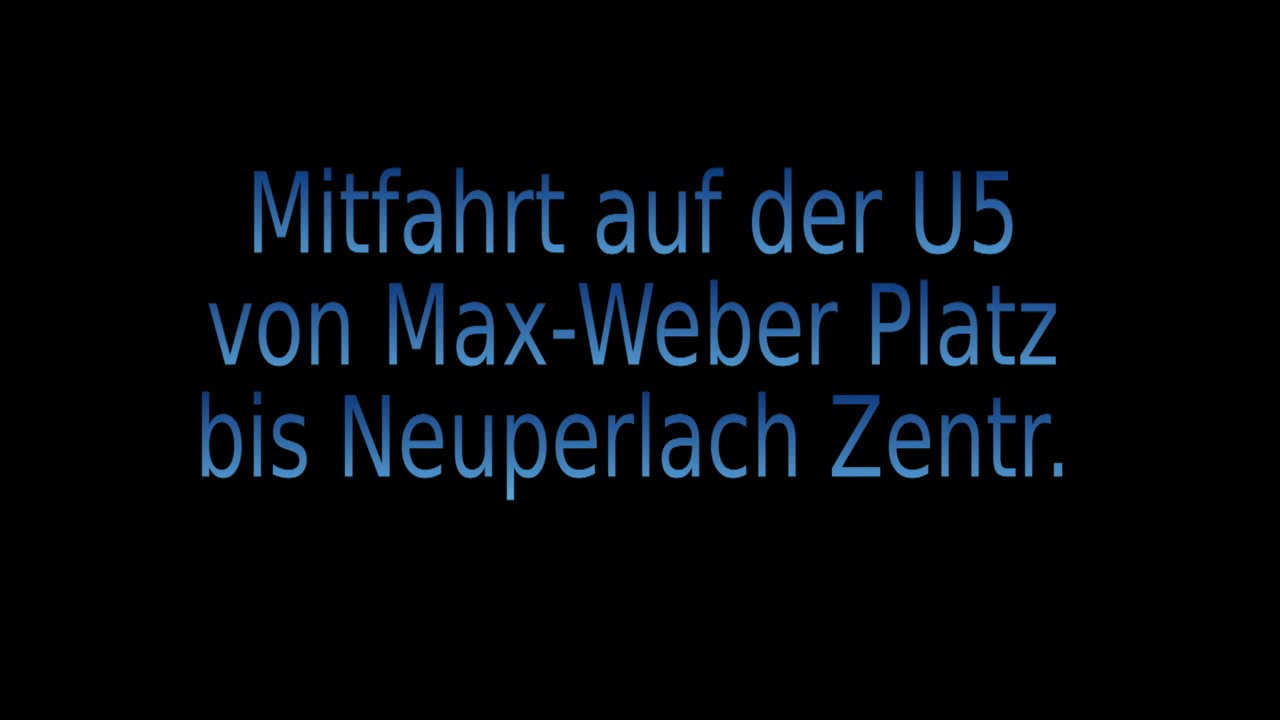 Mitfahrt auf der U5
von Max-Weber Platz
bis Neuperlach Zentr.